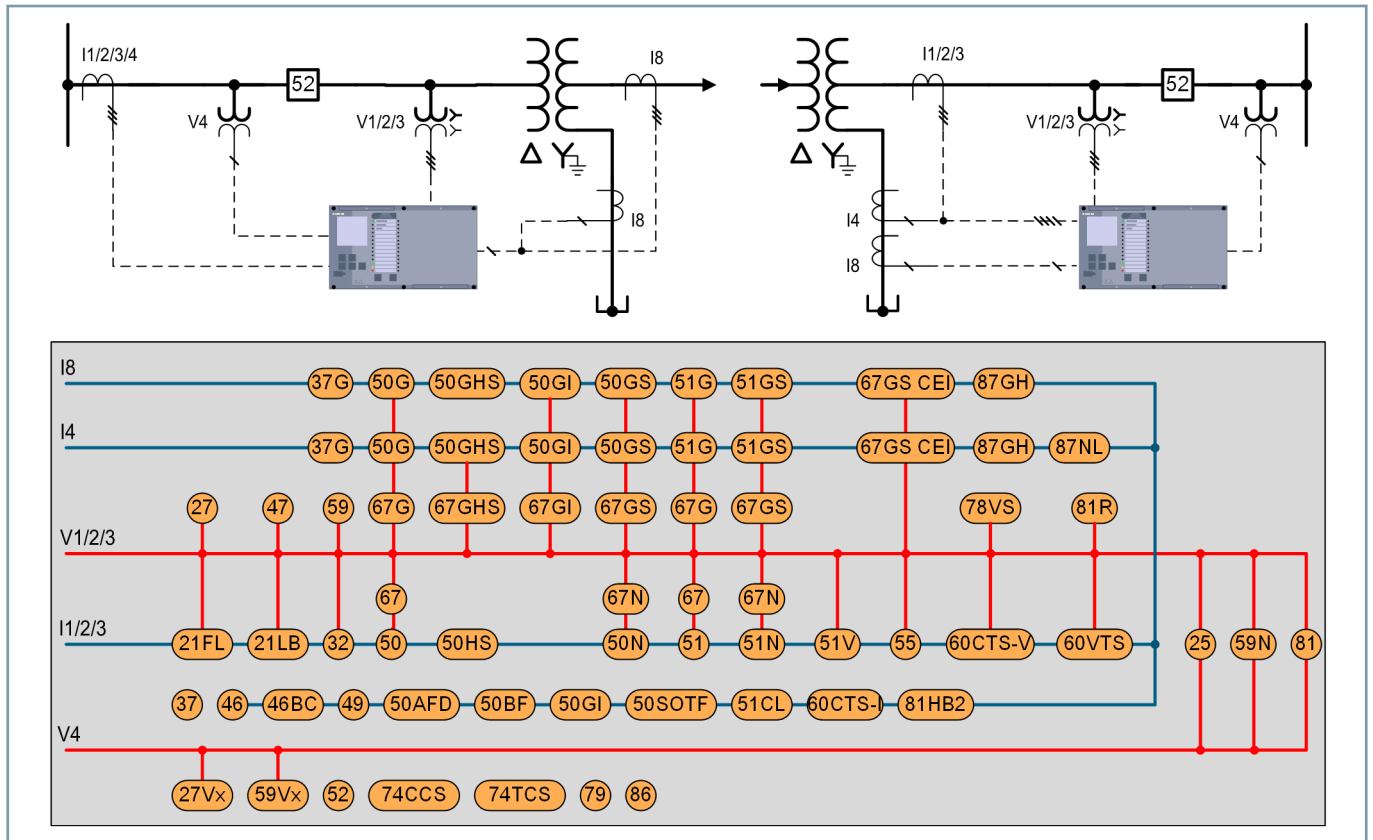 I1/2/3/4
52
I8
V4
V1/2/3
I8
I1/2/3
52
V1/2/3
V4
I4
I8
I8
37G 50G 50GHS 50GI 50GS 51G 51GS 67GS CEI 87GH
I4
37G 50G 50GHS 50GI 50GS 51G 51GS 67GS CEI 87GH 87NL
27 47 59 67G 67GHS 67GI 67GS 67G 67GS 78VS 81R
V1/2/3
67 67N 67 67N
I1/2/3
21FL 21LB 32 50 50HS 50N 51 51N 51V 55 60CTS-V 60VTS 25 59N 81
37 46 46BC 49 50AFD 50BF 50GI 50SOTF 51CL 60CTS-I 81HB2
V4
27Vx 59Vx 52 74CCS 74TCS 79 86